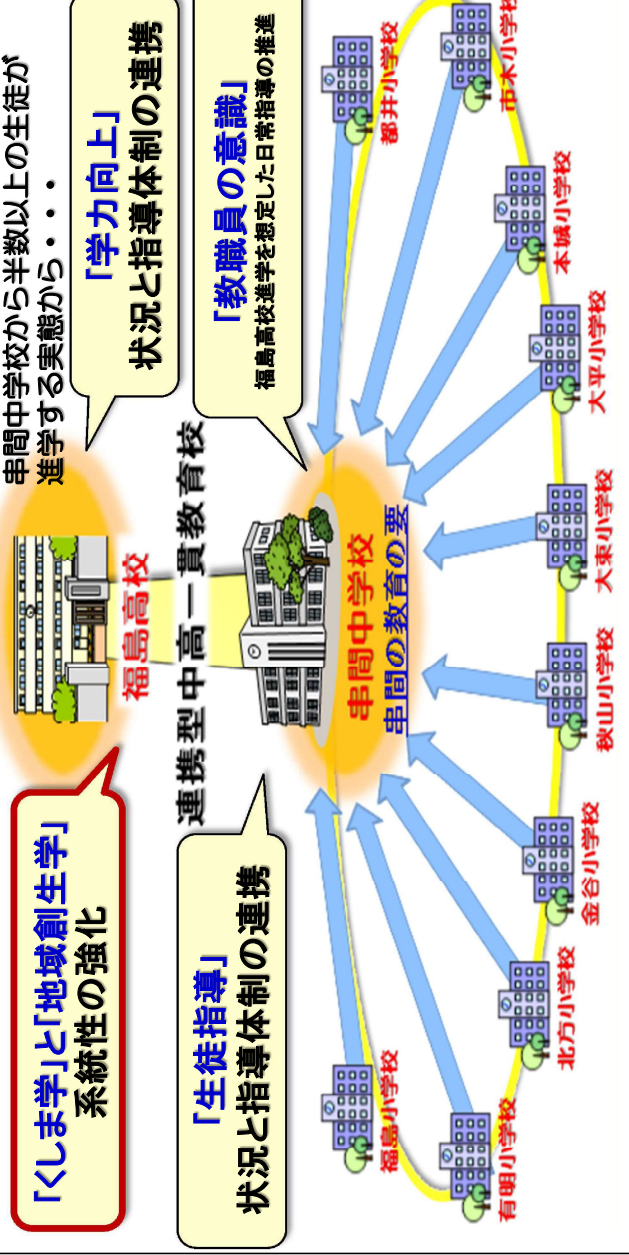 串間中学校から半数以上の生徒が
進学する実態から・・・・
「くしま学」と「地域創生学」
系統性の強化
「学力向上」
状況と指導体制の連携
福島高校
連携型中高一貫教育校
「生徒指導」
状況と指導体制の連携
「教職員の意識」
福島高校進学を想定した日常指導の推進
串間中学校
串間の教育の要
福島小学校
有明小学校
北方小学校
金谷小学校
秋山小学校
大束小学校
大平小学校
本城小学校
市木小学校
都井小学校